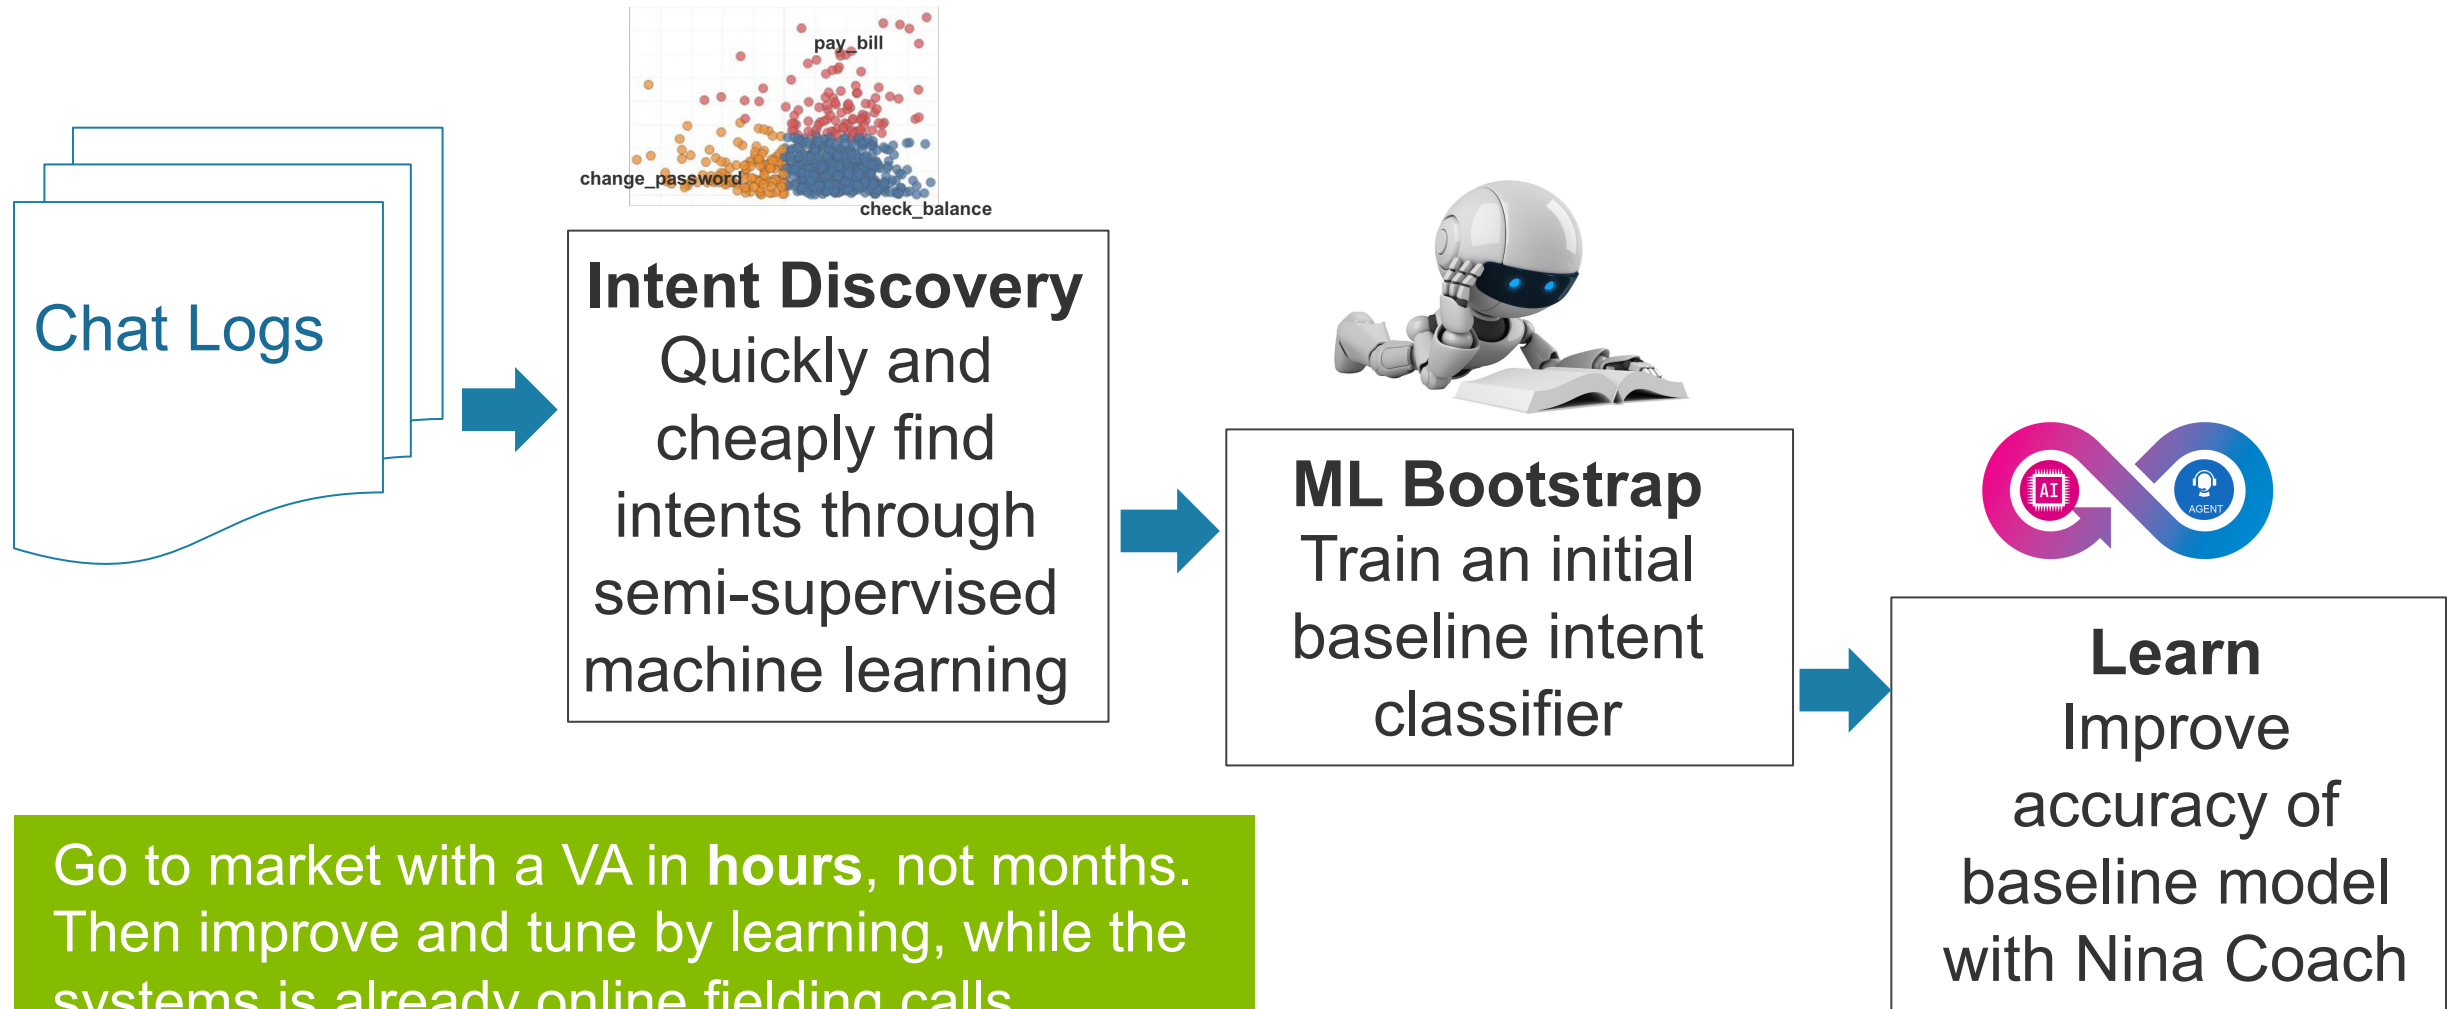 pay_bill
change_password
check_balance
Chat Logs
Intent Discovery
Quickly and
cheaply find
intents through
semi-supervised
machine learning
ML Bootstrap
Train an initial
baseline intent
classifier
AI
AGENT
Learn
Improve
accuracy of
baseline model
with Nina Coach
Go to market with a VA in hours, not months.
Then improve and tune by learning, while the
systems is already online fielding calls